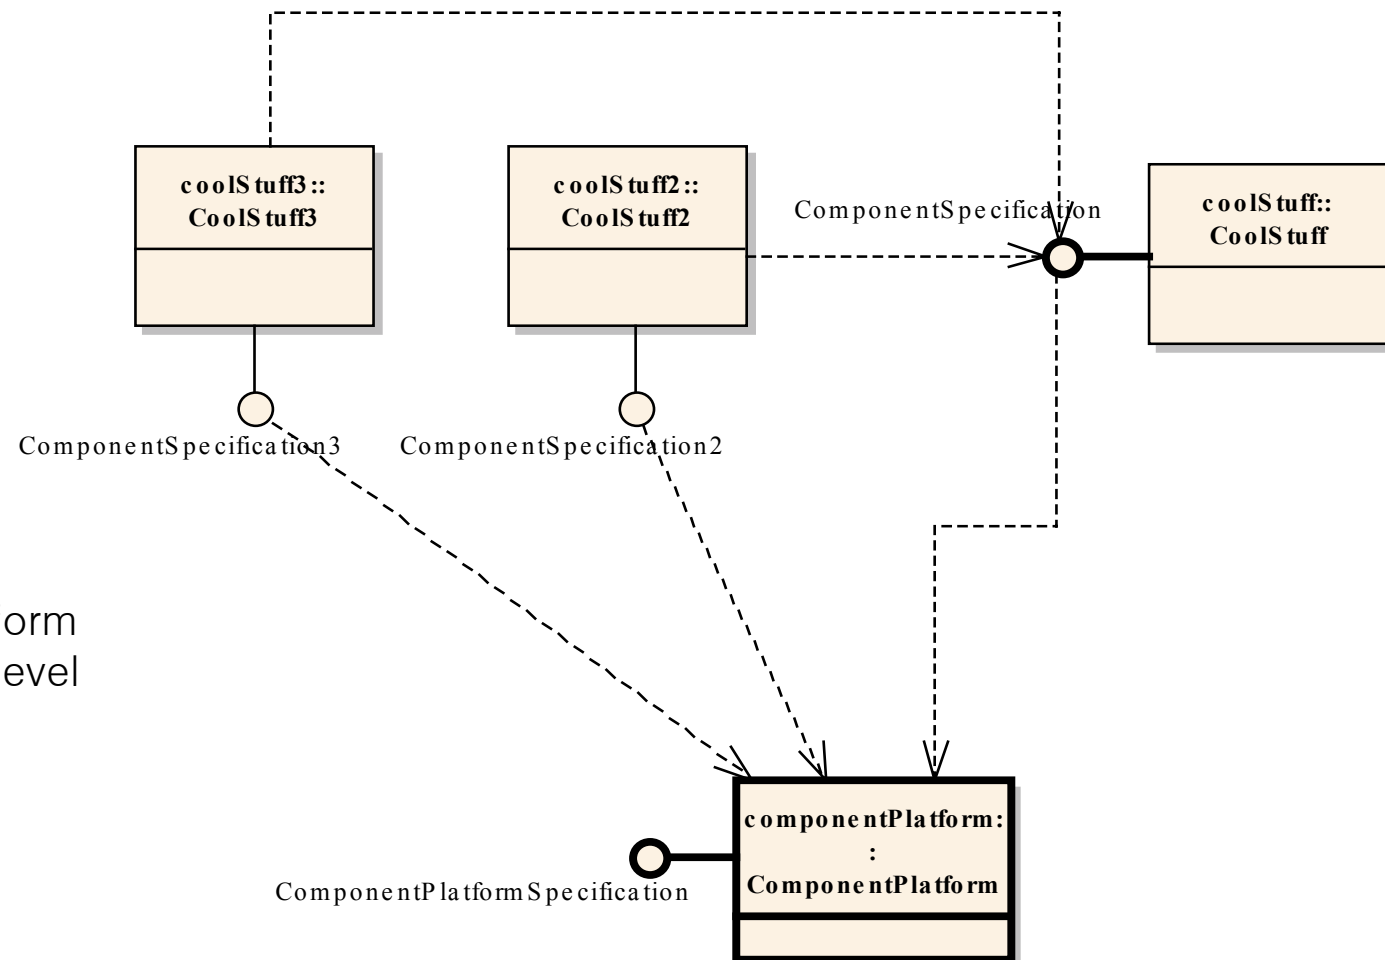 coolStuff3::
CoolStuff3
coolStuff2::
CoolStuff2
ComponentSpecification
coolStuff::
CoolStuff
ComponentSpecification3
ComponentSpecification2
orm
evel
componentPlatform:
:
ComponentPlatform
ComponentPlatformSpecification